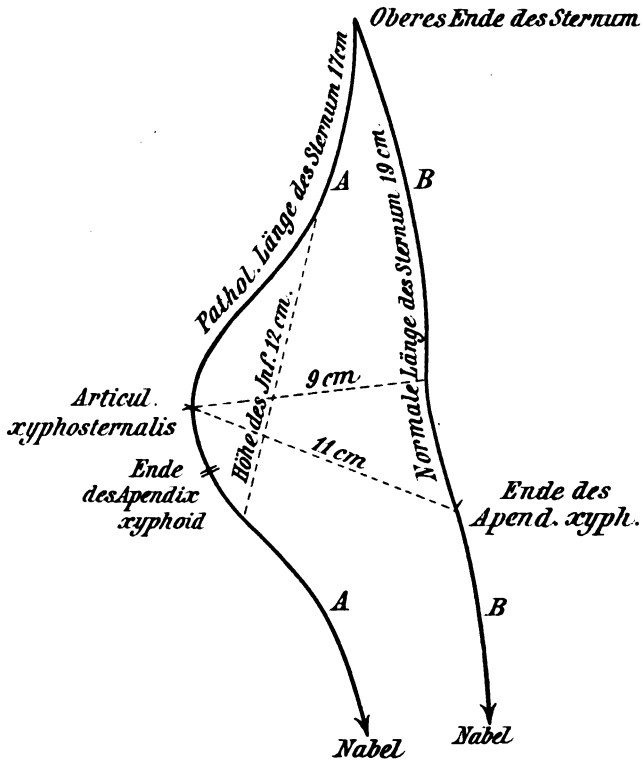 Oberes Ende des Sternum
Pathol. Länge des Sternum 17cm
A
B
Normale Länge des Sternum 19 cm.
Höhe des Inf. 12 cm.
9 cm
11 cm
Articul.
xyphosternalis
Ende
des Apendix
xyphoid
Ende des
Apend. xyph.
A
B
Nabel
Nabel